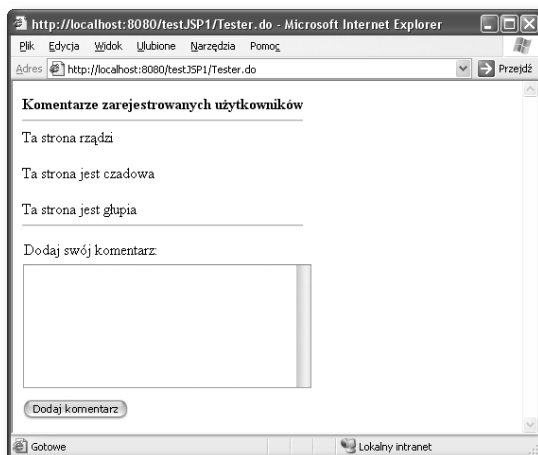 http://localhost:8080/testJSP1/Tester.do - Microsoft Internet Explorer
Plik Edycja Widok Ulubione Narzędzia Pomoc
Adres http://localhost:8080/testJSP1/Tester.do Przejdź
Komentarze zarejestrowanych użytkowników
Ta strona rządzi
Ta strona jest czadowa
Ta strona jest głupia
Dodaj swój komentarz:
Dodaj komentarz
Gotowe Lokalny intranet